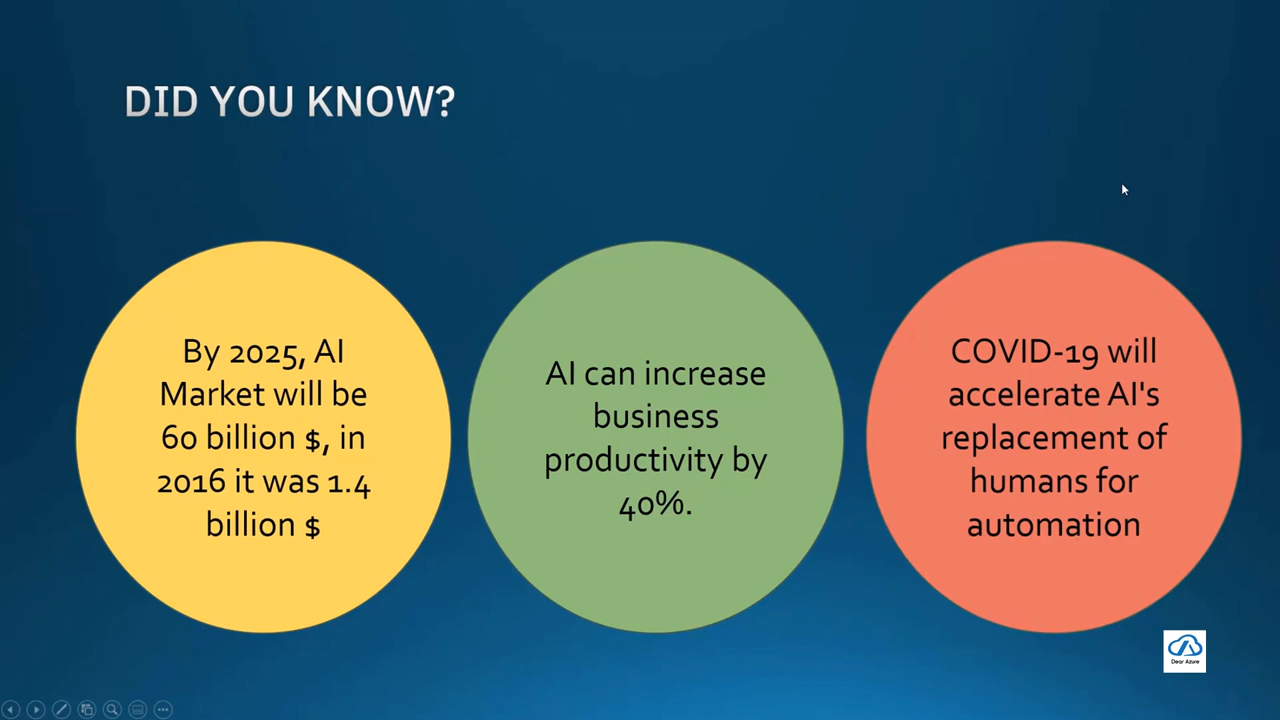 DID YOU KNOW?
By 2025, AI
Market will be
60 billion $, in
2016 it was 1.4
billion $
AI can increase
business
productivity by
40%.
COVID-19 will
accelerate AI's
replacement of
humans for
automation
Dear Azure